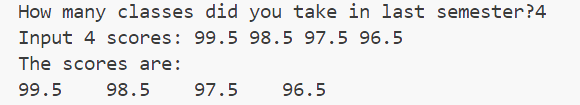 How many classes did you take in last semester?4
Input 4 scores: 99.5 98.5 97.5 96.5
The scores are:
99.5    98.5    97.5    96.5